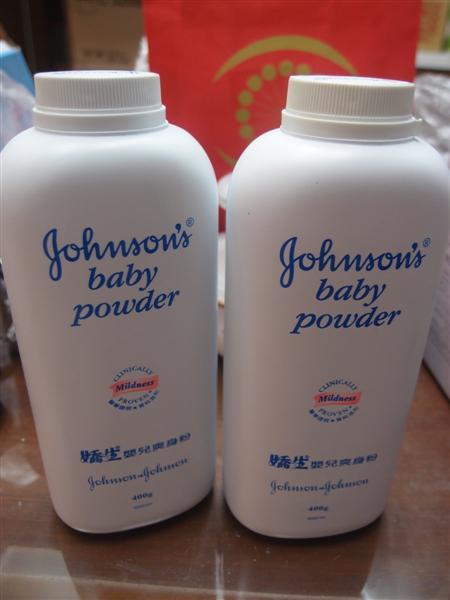 Johnson's®
baby
powder
CLINICALLY
Mildness
PROVEN
嬌生嬰兒爽身粉
Johnson&Johnson
400g
Johnson's®
baby
powder
CLINICALLY
Mildness
PROVEN
嬌生嬰兒爽身粉
Johnson&Johnson
400g